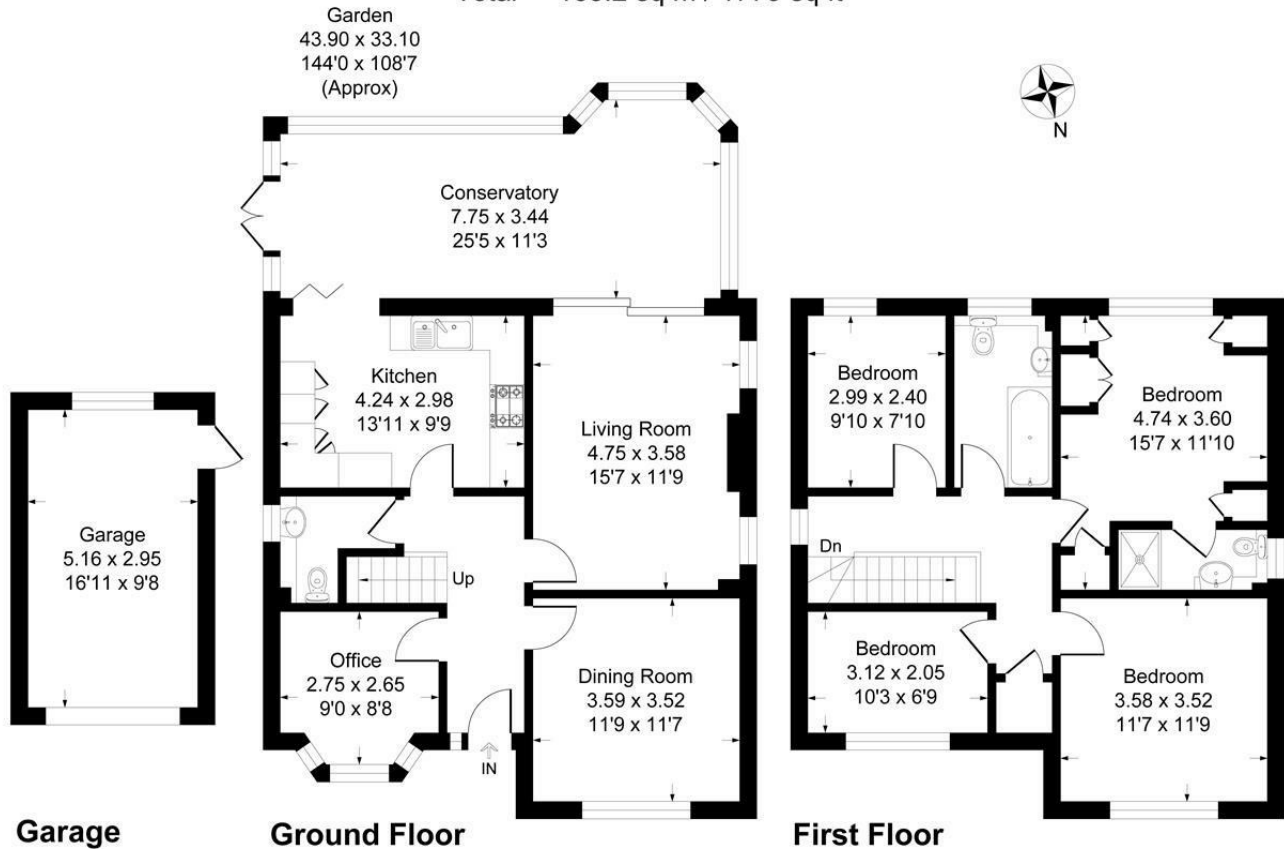 Garden
43.90 x 33.10
144'0 x 108'7
(Approx)
N
Conservatory
7.75 x 3.44
25'5 x 11'3
Kitchen
4.24 x 2.98
13'11 x 9'9
Living Room
4.75 x 3.58
15'7 x 11'9
Bedroom
2.99 x 2.40
9'10 x 7'10
Bedroom
4.74 x 3.60
15'7 x 11'10
Garage
5.16 x 2.95
16'11 x 9'8
Up
Dn
Office
2.75 x 2.65
9'0 x 8'8
Dining Room
3.59 x 3.52
11'9 x 11'7
Bedroom
3.12 x 2.05
10'3 x 6'9
Bedroom
3.58 x 3.52
11'7 x 11'9
IN
Garage
Ground Floor
First Floor